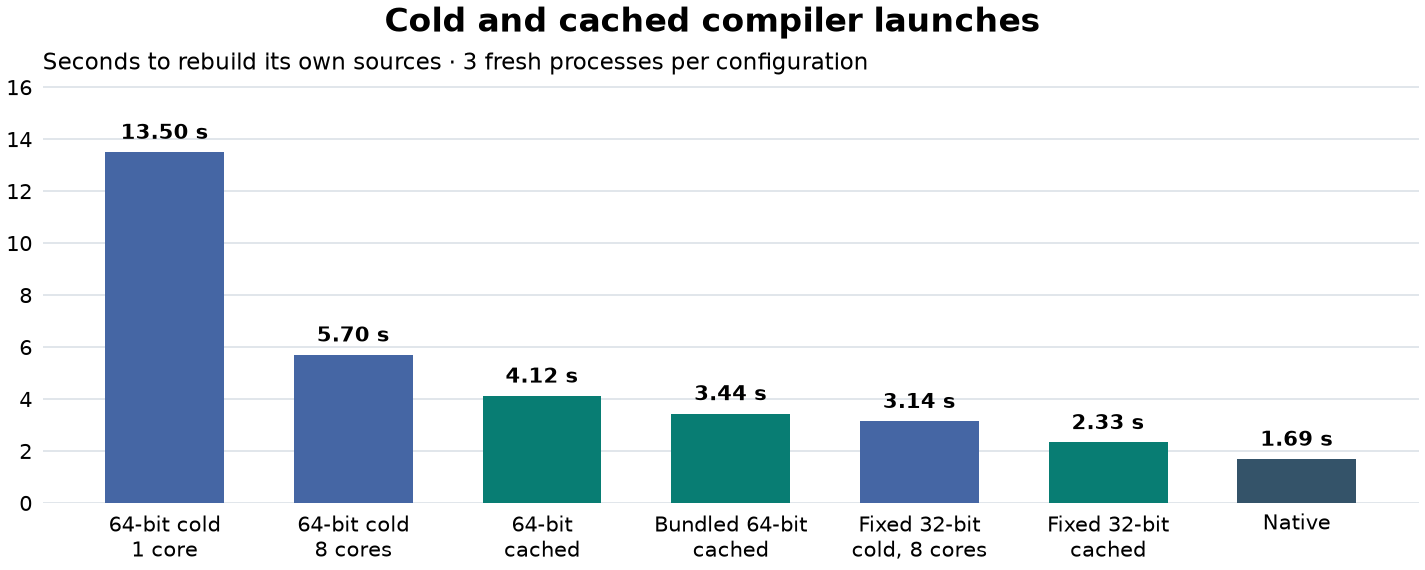 Cold and cached compiler launches
Seconds to rebuild its own sources · 3 fresh processes per configuration
16
14
12
10
8
6
4
2
0
13.50 s
5.70 s
4.12 s
3.44 s
3.14 s
2.33 s
1.69 s
64-bit cold
1 core
64-bit cold
8 cores
64-bit
cached
Bundled 64-bit
cached
Fixed 32-bit
cold, 8 cores
Fixed 32-bit
cached
Native